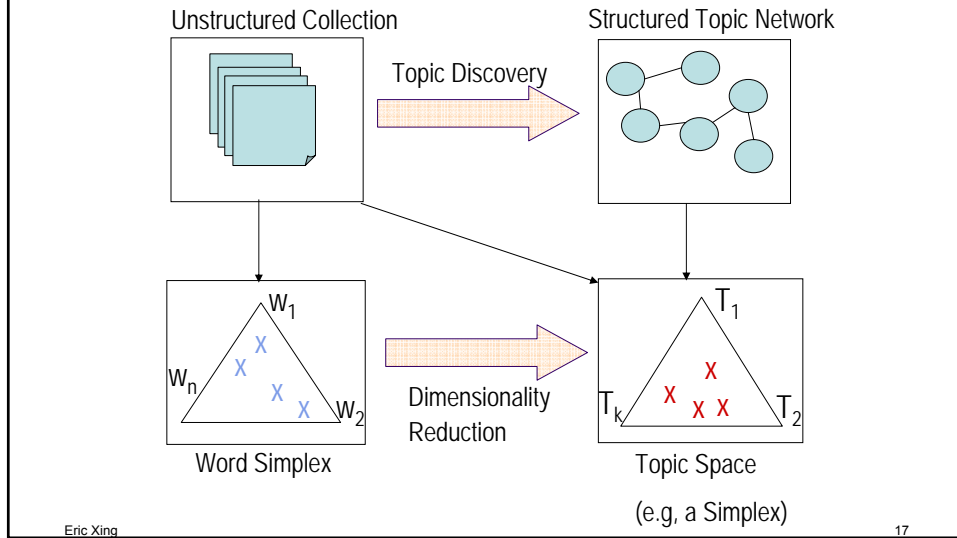 Unstructured Collection
Structured Topic Network
Topic Discovery
W1
x
x
x
x
Wn
W2
Word Simplex
Dimensionality
Reduction
T1
x
x
x
x
Tk
T2
Topic Space
(e.g, a Simplex)
Eric Xing
17